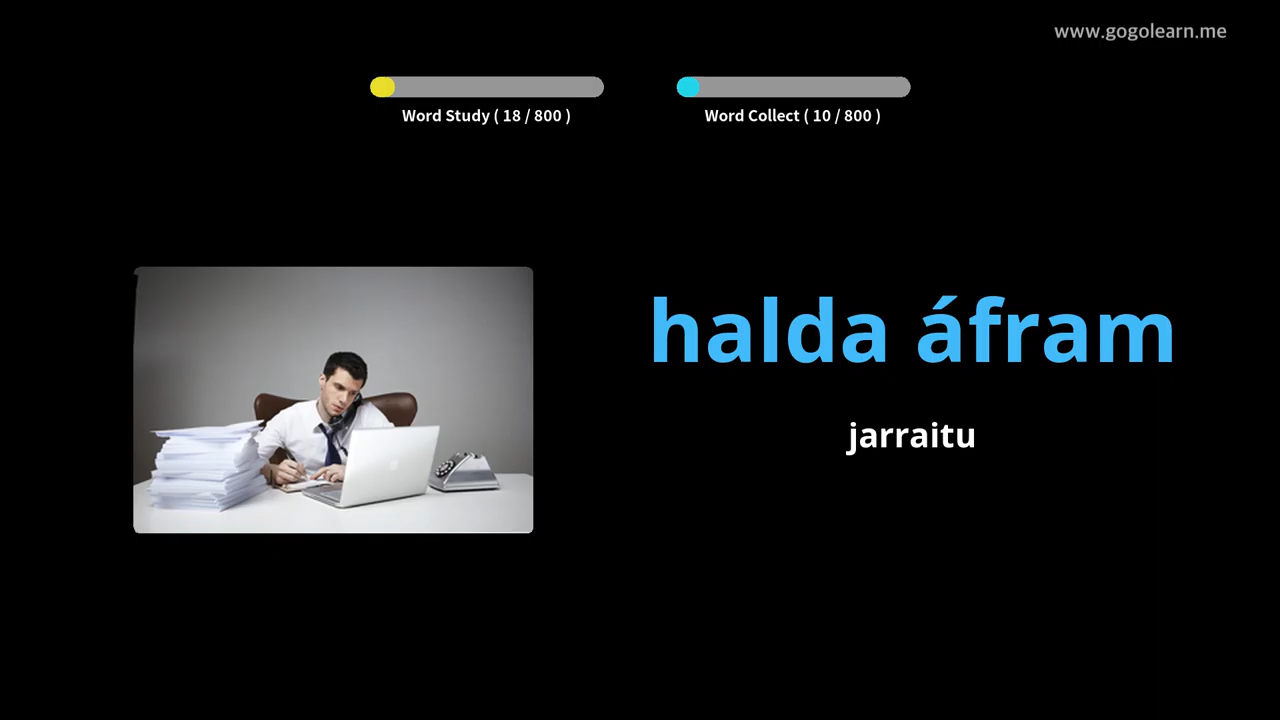 www.gogolearn.me
Word Study ( 18 / 800 )
Word Collect ( 10 / 800 )
halda áfram
jarraitu